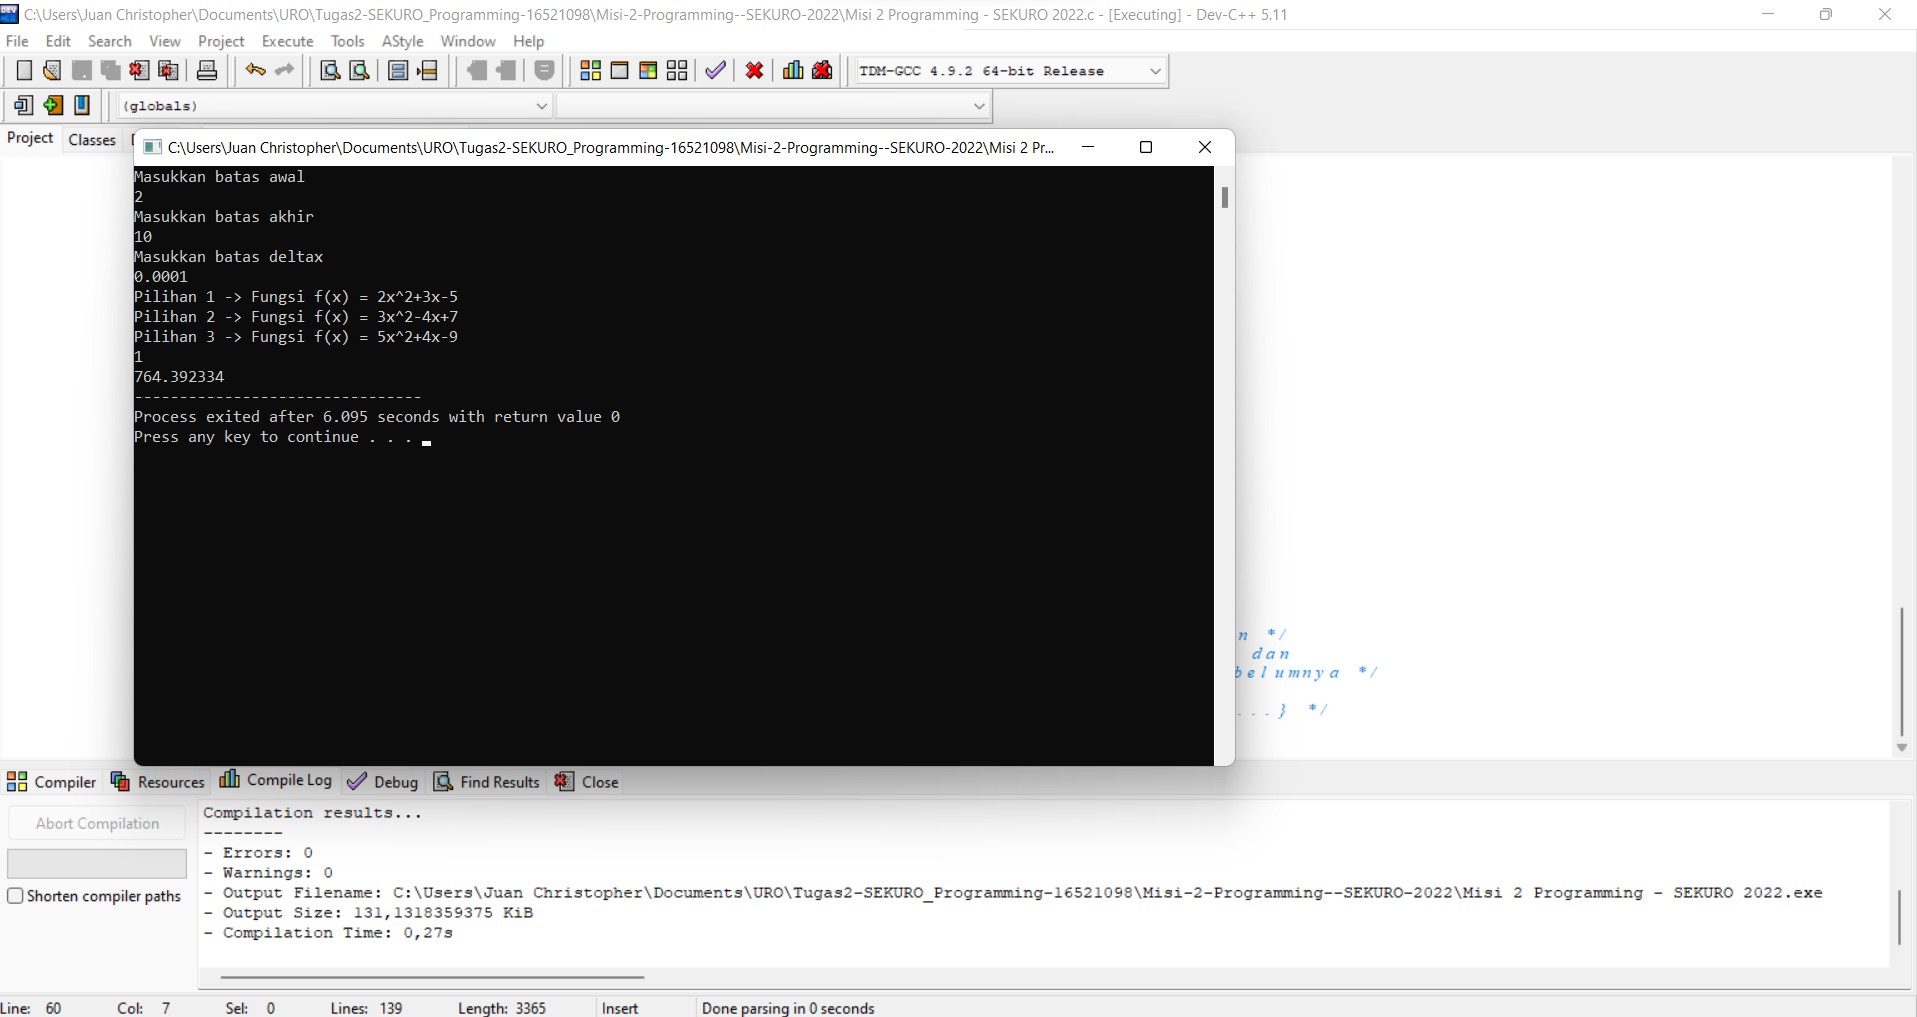 C:\Users\Juan Christopher\Documents\URO\Tugas2-SEKURO_Programming-16521098\Misi-2-Programming--SEKURO-2022\Misi 2 Programming - SEKURO 2022.c - [Executing] - Dev-C++ 5.11
File Edit Search View Project Execute Tools AStyle Window Help
TDM-GCC 4.9.2 64-bit Release
(globals)
Project Classes
C:\Users\Juan Christopher\Documents\URO\Tugas2-SEKURO_Programming-16521098\Misi-2-Programming--SEKURO-2022\Misi 2 Pr...
Masukkan batas awal
2
Masukkan batas akhir
10
Masukkan batas deltax
0.0001
Pilihan 1 -> Fungsi f(x) = 2x^2+3x-5
Pilihan 2 -> Fungsi f(x) = 3x^2-4x+7
Pilihan 3 -> Fungsi f(x) = 5x^2+4x-9
1
764.392334
--------------------------------
Process exited after 6.095 seconds with return value 0
Press any key to continue . . .
n */
dan
belumnya */
...} */
Compiler Resources Compile Log Debug Find Results Close
Abort Compilation
Shorten compiler paths
Compilation results...
--------
- Errors: 0
- Warnings: 0
- Output Filename: C:\Users\Juan Christopher\Documents\URO\Tugas2-SEKURO_Programming-16521098\Misi-2-Programming--SEKURO-2022\Misi 2 Programming - SEKURO 2022.exe
- Output Size: 131,1318359375 KiB
- Compilation Time: 0,27s
Line: 60 Col: 7 Sel: 0 Lines: 139 Length: 3365 Insert Done parsing in 0 seconds